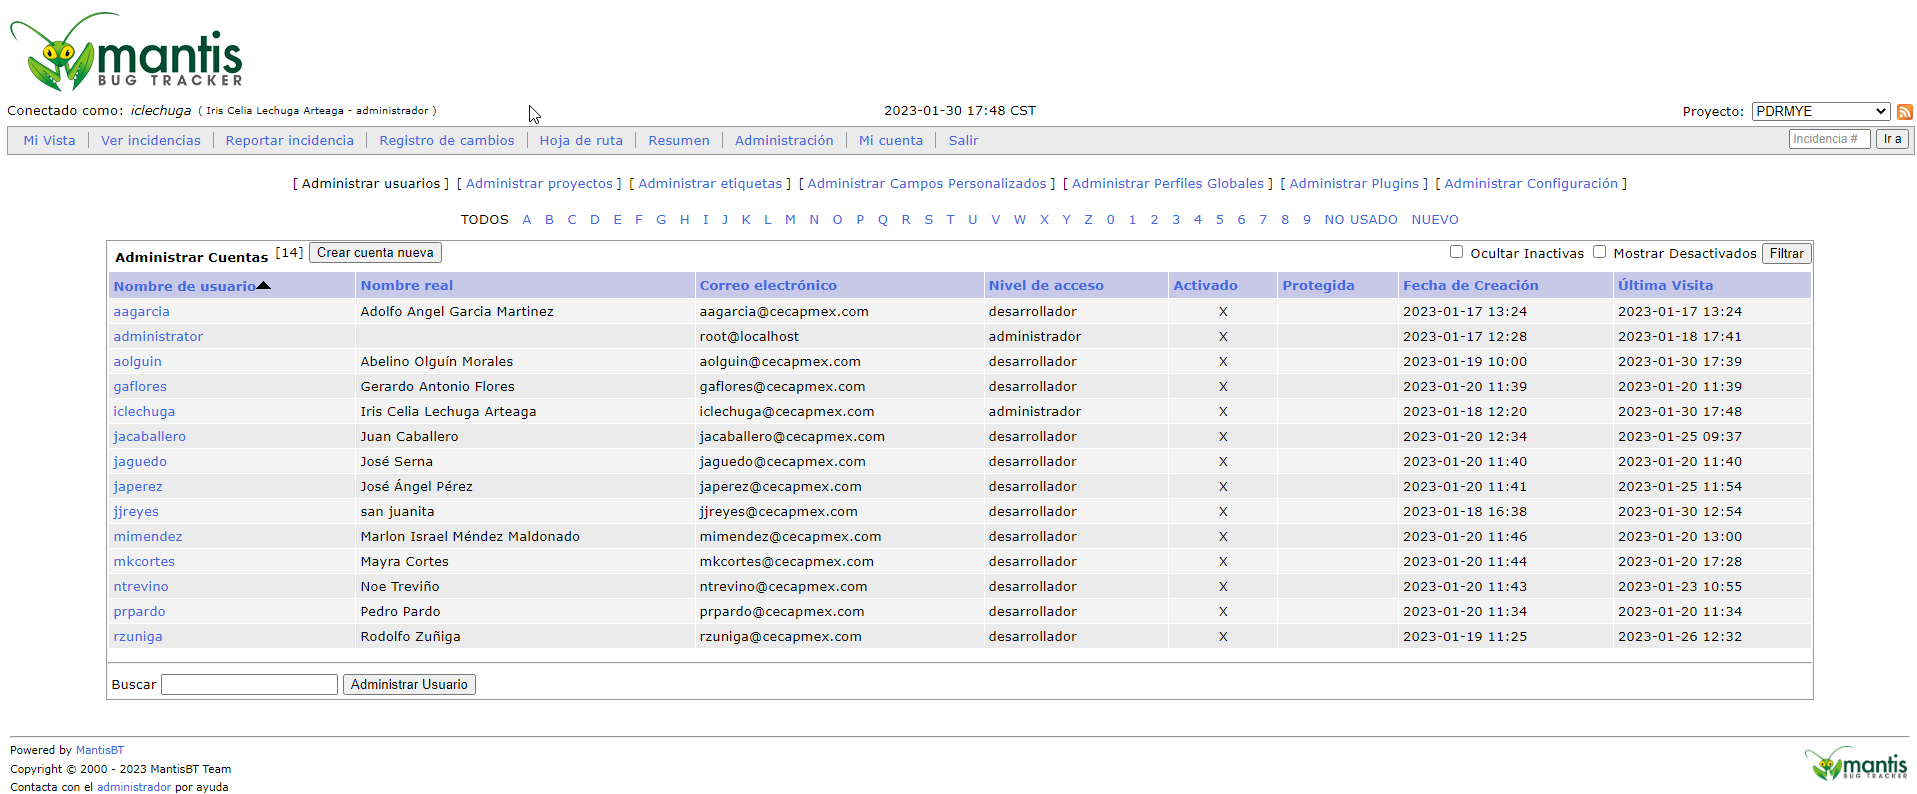 mantis
BUG TRACKER
Conectado como: iclechuga ( Iris Celia Lechuga Arteaga - administrador ) 2023-01-30 17:48 CST Proyecto: PDRMYE
Mi Vista | Ver incidencias | Reportar incidencia | Registro de cambios | Hoja de ruta | Resumen | Administración | Mi cuenta | Salir Incidencia # Ir a
[ Administrar usuarios ] [ Administrar proyectos ] [ Administrar etiquetas ] [ Administrar Campos Personalizados ] [ Administrar Perfiles Globales ] [ Administrar Plugins ] [ Administrar Configuración ]
TODOS A B C D E F G H I J K L M N O P Q R S T U V W X Y Z 0 1 2 3 4 5 6 7 8 9 NO USADO NUEVO
Administrar Cuentas [14] Crear cuenta nueva Ocultar Inactivas Mostrar Desactivados Filtrar
Nombre de usuario Nombre real Correo electrónico Nivel de acceso Activado Protegida Fecha de Creación Última Visita
aagarcia Adolfo Angel Garcia Martinez aagarcia@cecapmex.com desarrollador X 2023-01-17 13:24 2023-01-17 13:24
administrator root@localhost administrador X 2023-01-17 12:28 2023-01-18 17:41
aolguin Abelino Olguín Morales aolguin@cecapmex.com desarrollador X 2023-01-19 10:00 2023-01-30 17:39
gaflores Gerardo Antonio Flores gaflores@cecapmex.com desarrollador X 2023-01-20 11:39 2023-01-20 11:39
iclechuga Iris Celia Lechuga Arteaga iclechuga@cecapmex.com administrador X 2023-01-18 12:20 2023-01-30 17:48
jacaballero Juan Caballero jacaballero@cecapmex.com desarrollador X 2023-01-20 12:34 2023-01-25 09:37
jaguedo José Serna jaguedo@cecapmex.com desarrollador X 2023-01-20 11:40 2023-01-20 11:40
japerez José Ángel Pérez japerez@cecapmex.com desarrollador X 2023-01-20 11:41 2023-01-25 11:54
jjreyes san juanita jjreyes@cecapmex.com desarrollador X 2023-01-18 16:38 2023-01-30 12:54
mimendez Marlon Israel Méndez Maldonado mimendez@cecapmex.com desarrollador X 2023-01-20 11:46 2023-01-20 13:00
mkcortes Mayra Cortes mkcortes@cecapmex.com desarrollador X 2023-01-20 11:44 2023-01-20 17:28
ntrevino Noe Treviño ntrevino@cecapmex.com desarrollador X 2023-01-20 11:43 2023-01-23 10:55
prpardo Pedro Pardo prpardo@cecapmex.com desarrollador X 2023-01-20 11:34 2023-01-20 11:34
rzuniga Rodolfo Zuñiga rzuniga@cecapmex.com desarrollador X 2023-01-19 11:25 2023-01-26 12:32
Buscar Administrar Usuario
Powered by MantisBT
Copyright © 2000 - 2023 MantisBT Team
Contacta con el administrador por ayuda
mantis
BUG TRACKER